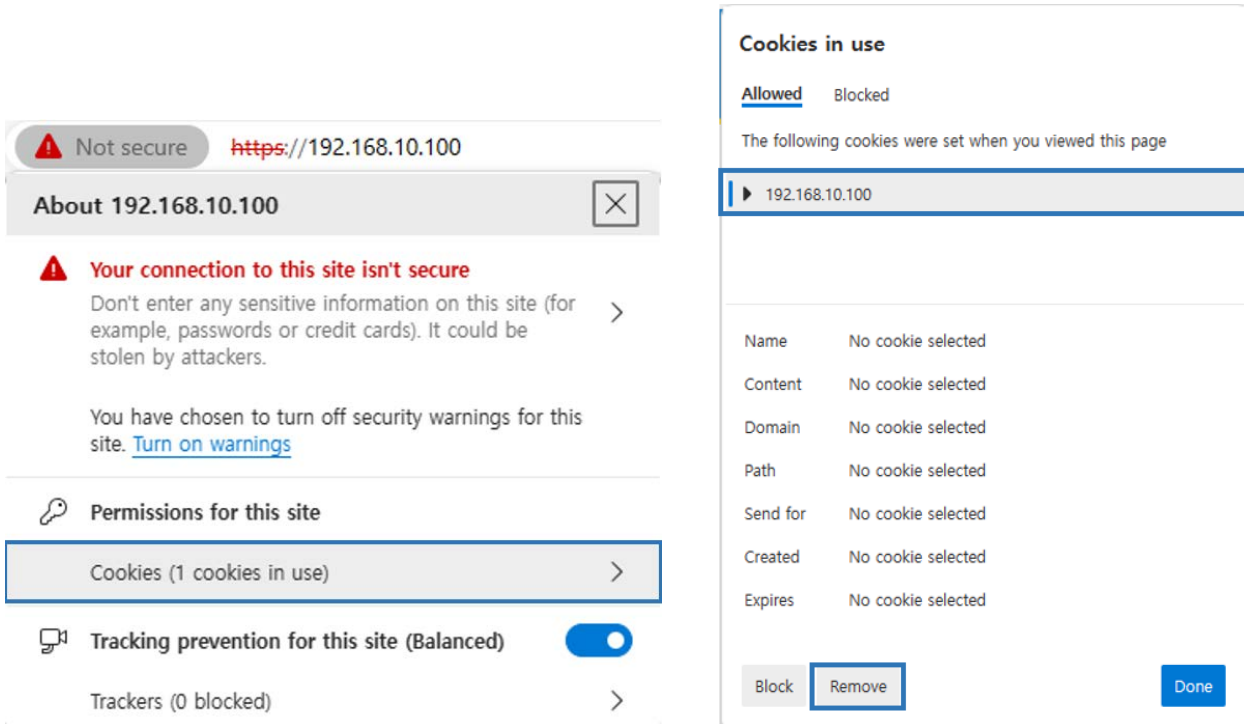 Not secure https://192.168.10.100
About 192.168.10.100
Your connection to this site isn't secure
Don't enter any sensitive information on this site (for
example, passwords or credit cards). It could be
stolen by attackers.
You have chosen to turn off security warnings for this
site. Turn on warnings
Permissions for this site
Cookies (1 cookies in use)
Tracking prevention for this site (Balanced)
Trackers (0 blocked)
Cookies in use
Allowed Blocked
The following cookies were set when you viewed this page
192.168.10.100
Name No cookie selected
Content No cookie selected
Domain No cookie selected
Path No cookie selected
Send for No cookie selected
Created No cookie selected
Expires No cookie selected
Block Remove Done